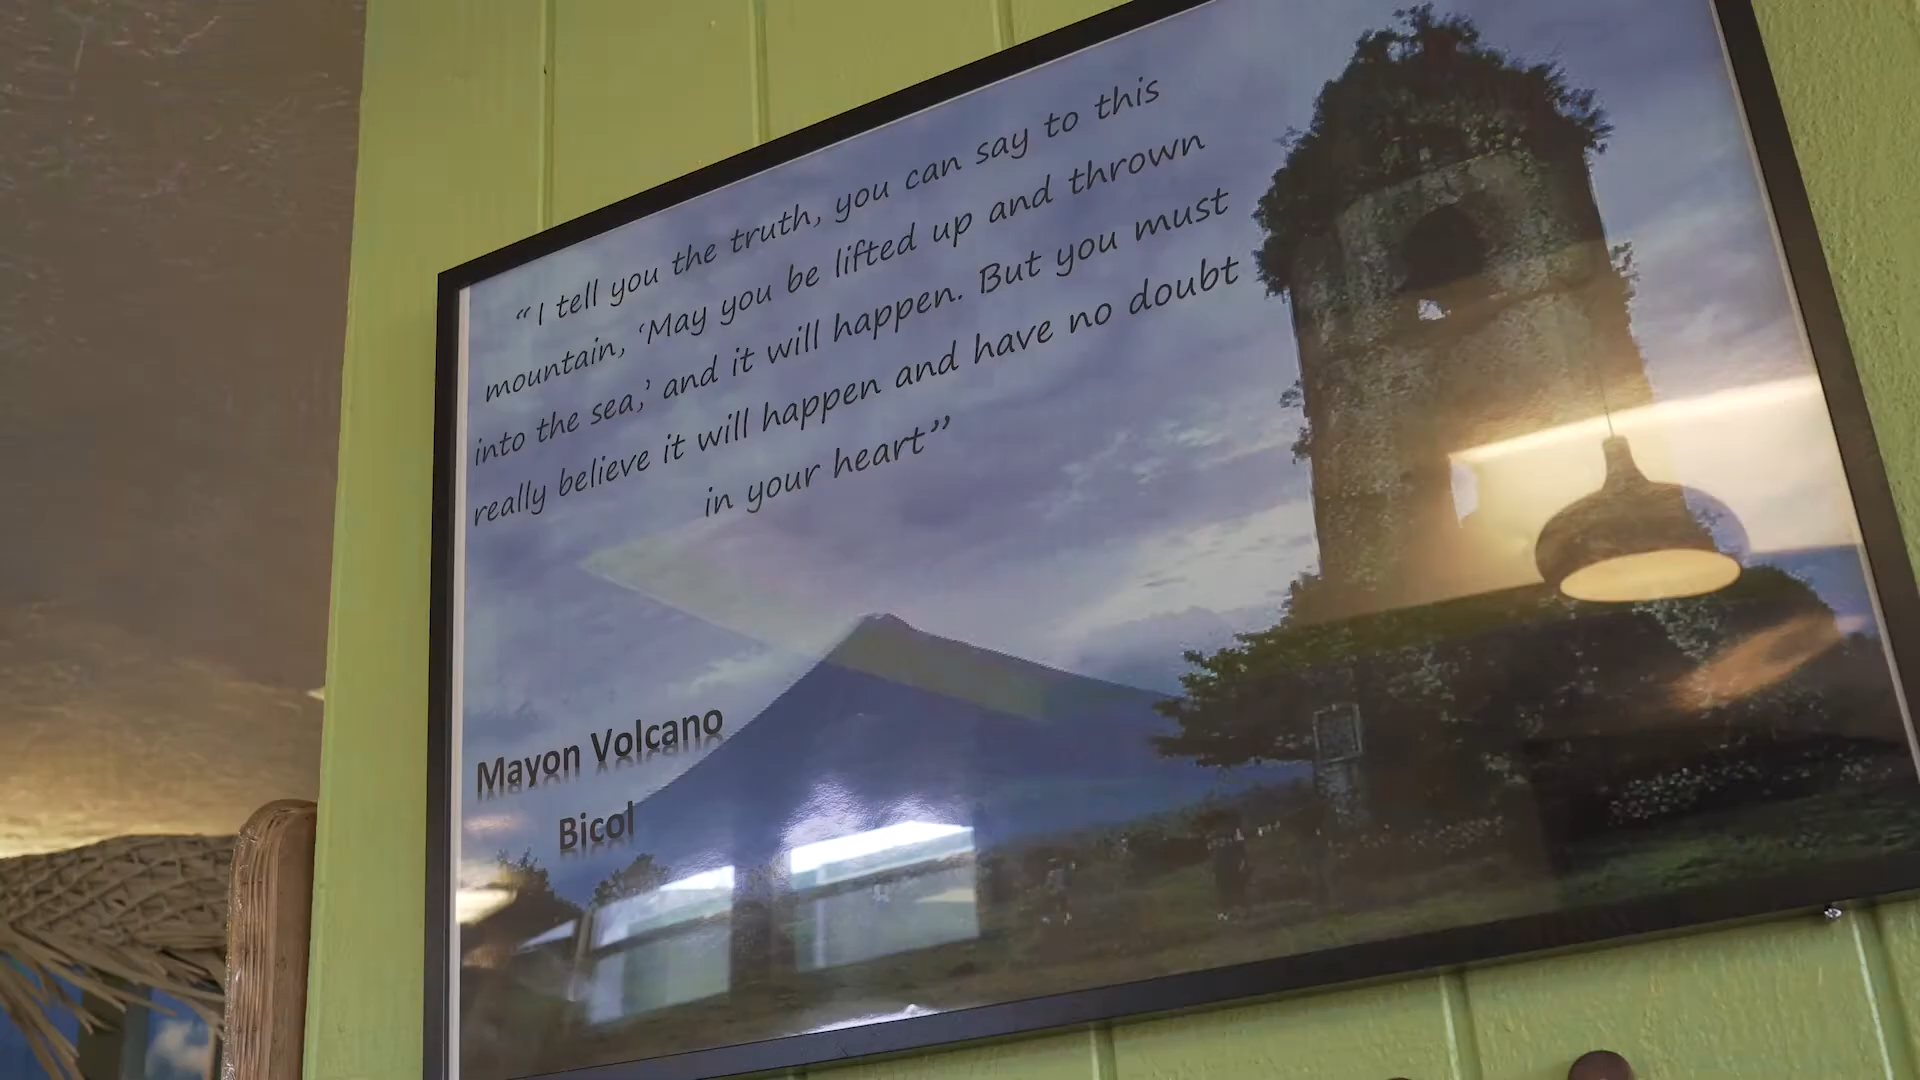 “I tell you the truth, you can say to this
mountain, ‘May you be lifted up and thrown
into the sea,’ and it will happen. But you must
really believe it will happen and have no doubt
in your heart”
Mayon Volcano
Bicol